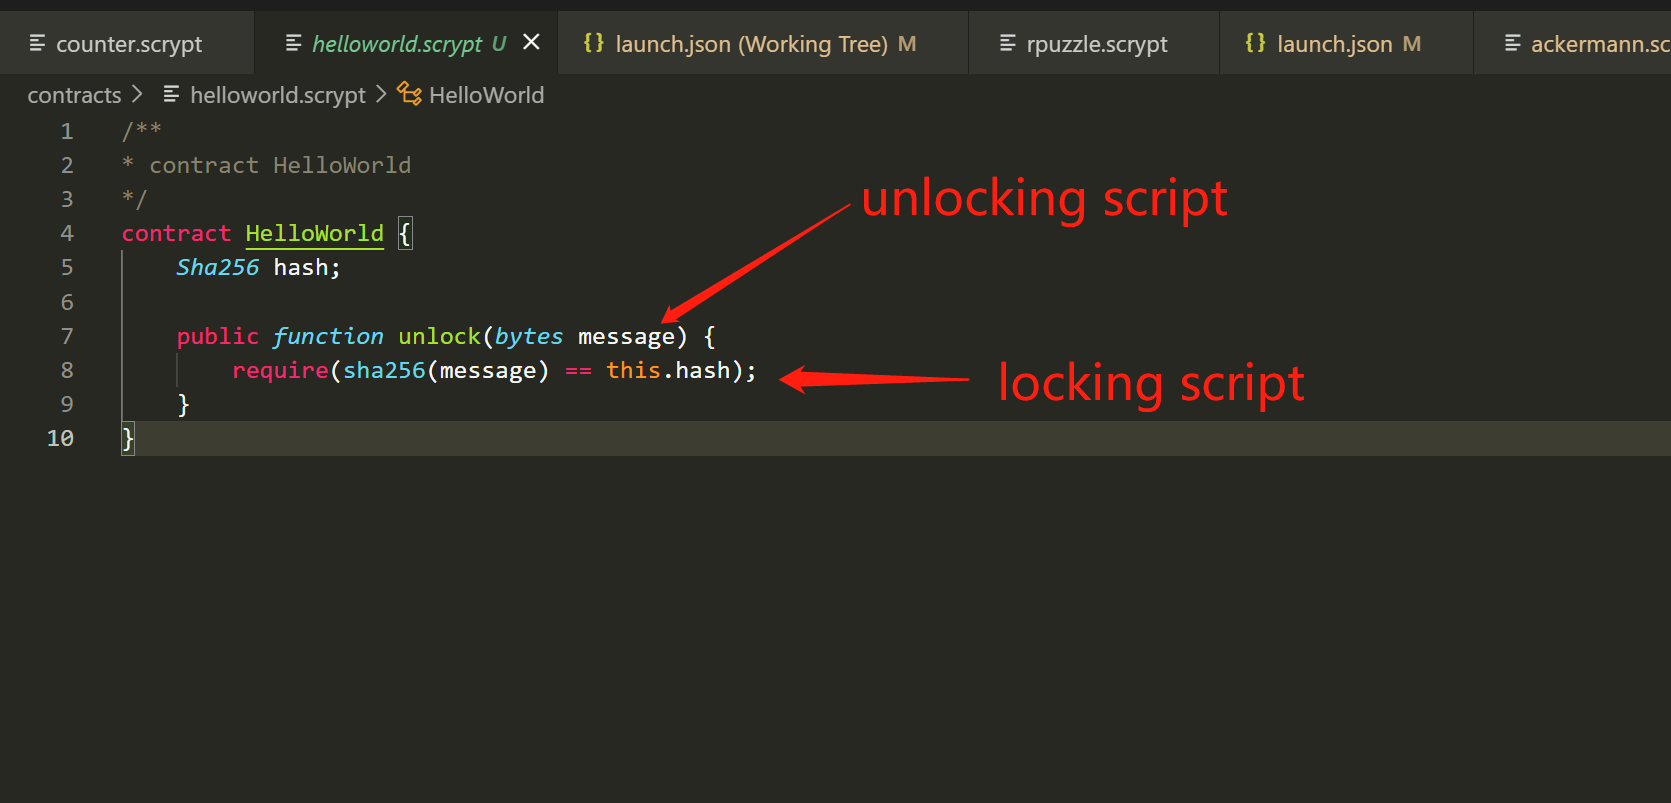 counter.scrypt helloworld.scrypt U launch.json (Working Tree) M rpuzzle.scrypt {} launch.json M ackermann.sc
contracts > helloworld.scrypt > HelloWorld
1 /**
2 * contract HelloWorld
3 */
unlocking script
4 contract HelloWorld {
5 Sha256 hash;
6
7 public function unlock(bytes message) {
8 require(sha256(message) == this.hash);
locking script
9 }
10 }